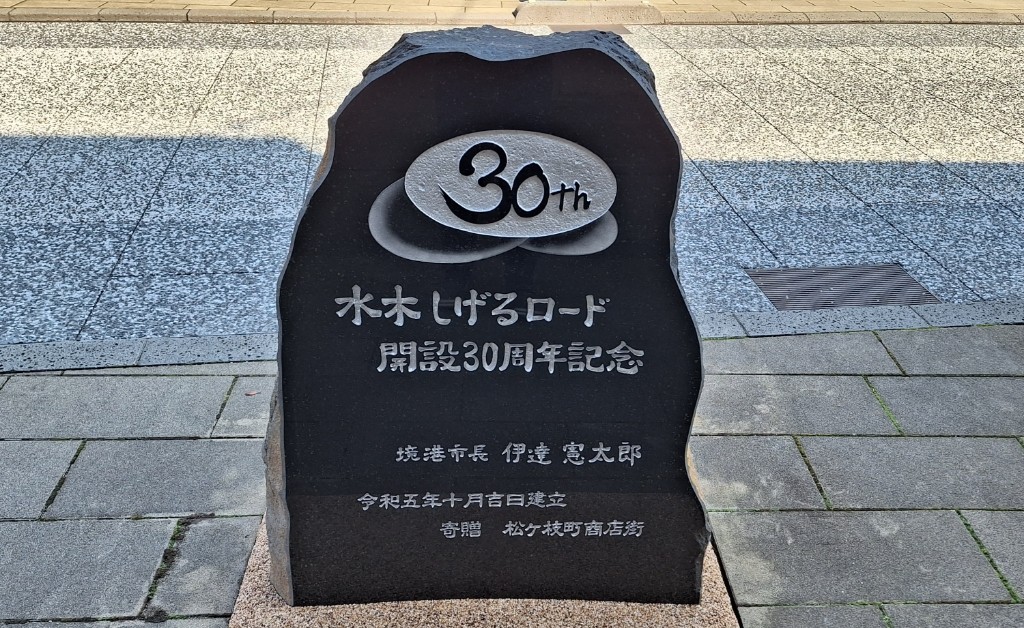 30th
水木しげるロード
開設30周年記念
境港市長 伊達 憲太郎
令和五年十月吉日建立
寄贈 松ケ枝町商店街